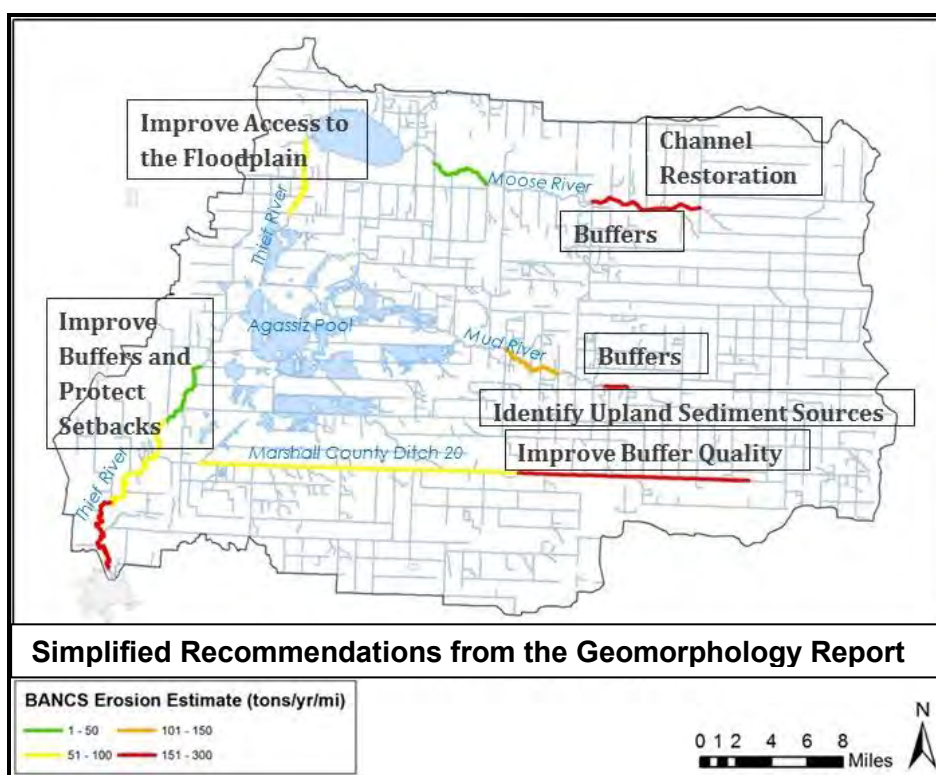 Improve Access to
the Floodplain
Channel
Restoration
Moose River
Buffers
Thief River
Improve
Buffers and
Protect
Setbacks
Agassiz Pool
Mud River
Buffers
Identify Upland Sediment Sources
Improve Buffer Quality
Marshall County Ditch 20
Thief River
Simplified Recommendations from the Geomorphology Report
BANCS Erosion Estimate (tons/yr/mi)
1 - 50 101 - 150
51 - 100 151 - 300
N
0 1 2 4 6 8
Miles